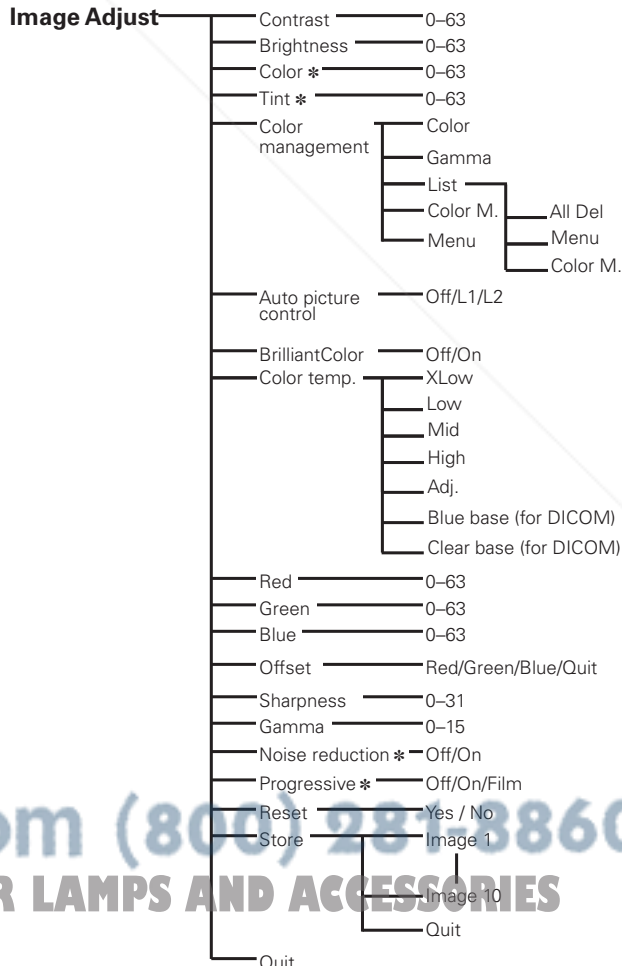 Image Adjust Contrast 0–63
Brightness 0–63
Color * 0–63
Tint * 0–63
Color management Color
Gamma
List All Del
Color M. Menu
Menu Color M.
Auto picture control Off/L1/L2
BrilliantColor Off/On
Color temp. XLow
Low
Mid
High
Adj.
Blue base (for DICOM)
Clear base (for DICOM)
Red 0–63
Green 0–63
Blue 0–63
Offset Red/Green/Blue/Quit
Sharpness 0–31
Gamma 0–15
Noise reduction * Off/On
Progressive * Off/On/Film
Reset Yes / No
Store Image 1
om (800) 281-8860
R LAMPS AND ACCESSORIES
Image 10
Quit
Quit